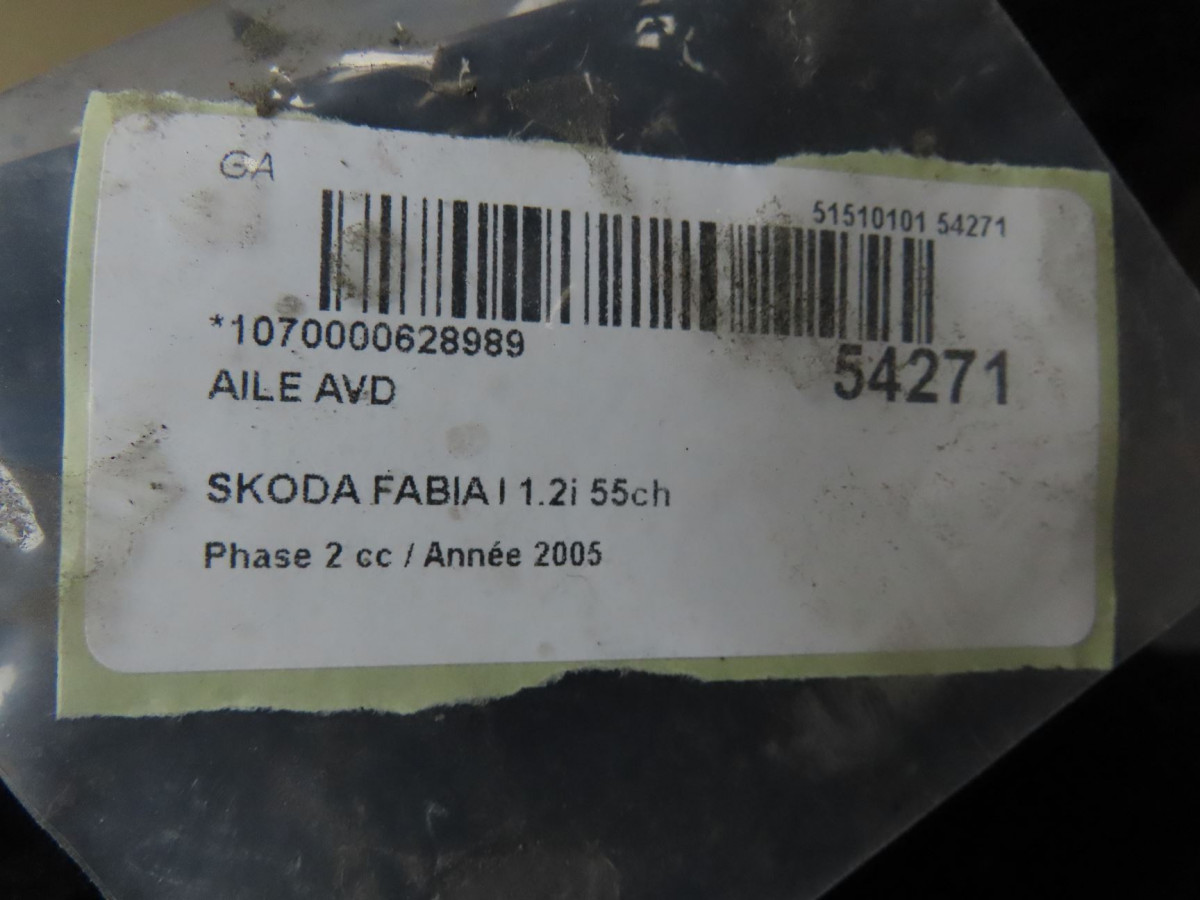 GA
51510101 54271
*1070000628989
54271
AILE AVD
SKODA FABIA I 1.2i 55ch
Phase 2 cc / Année 2005